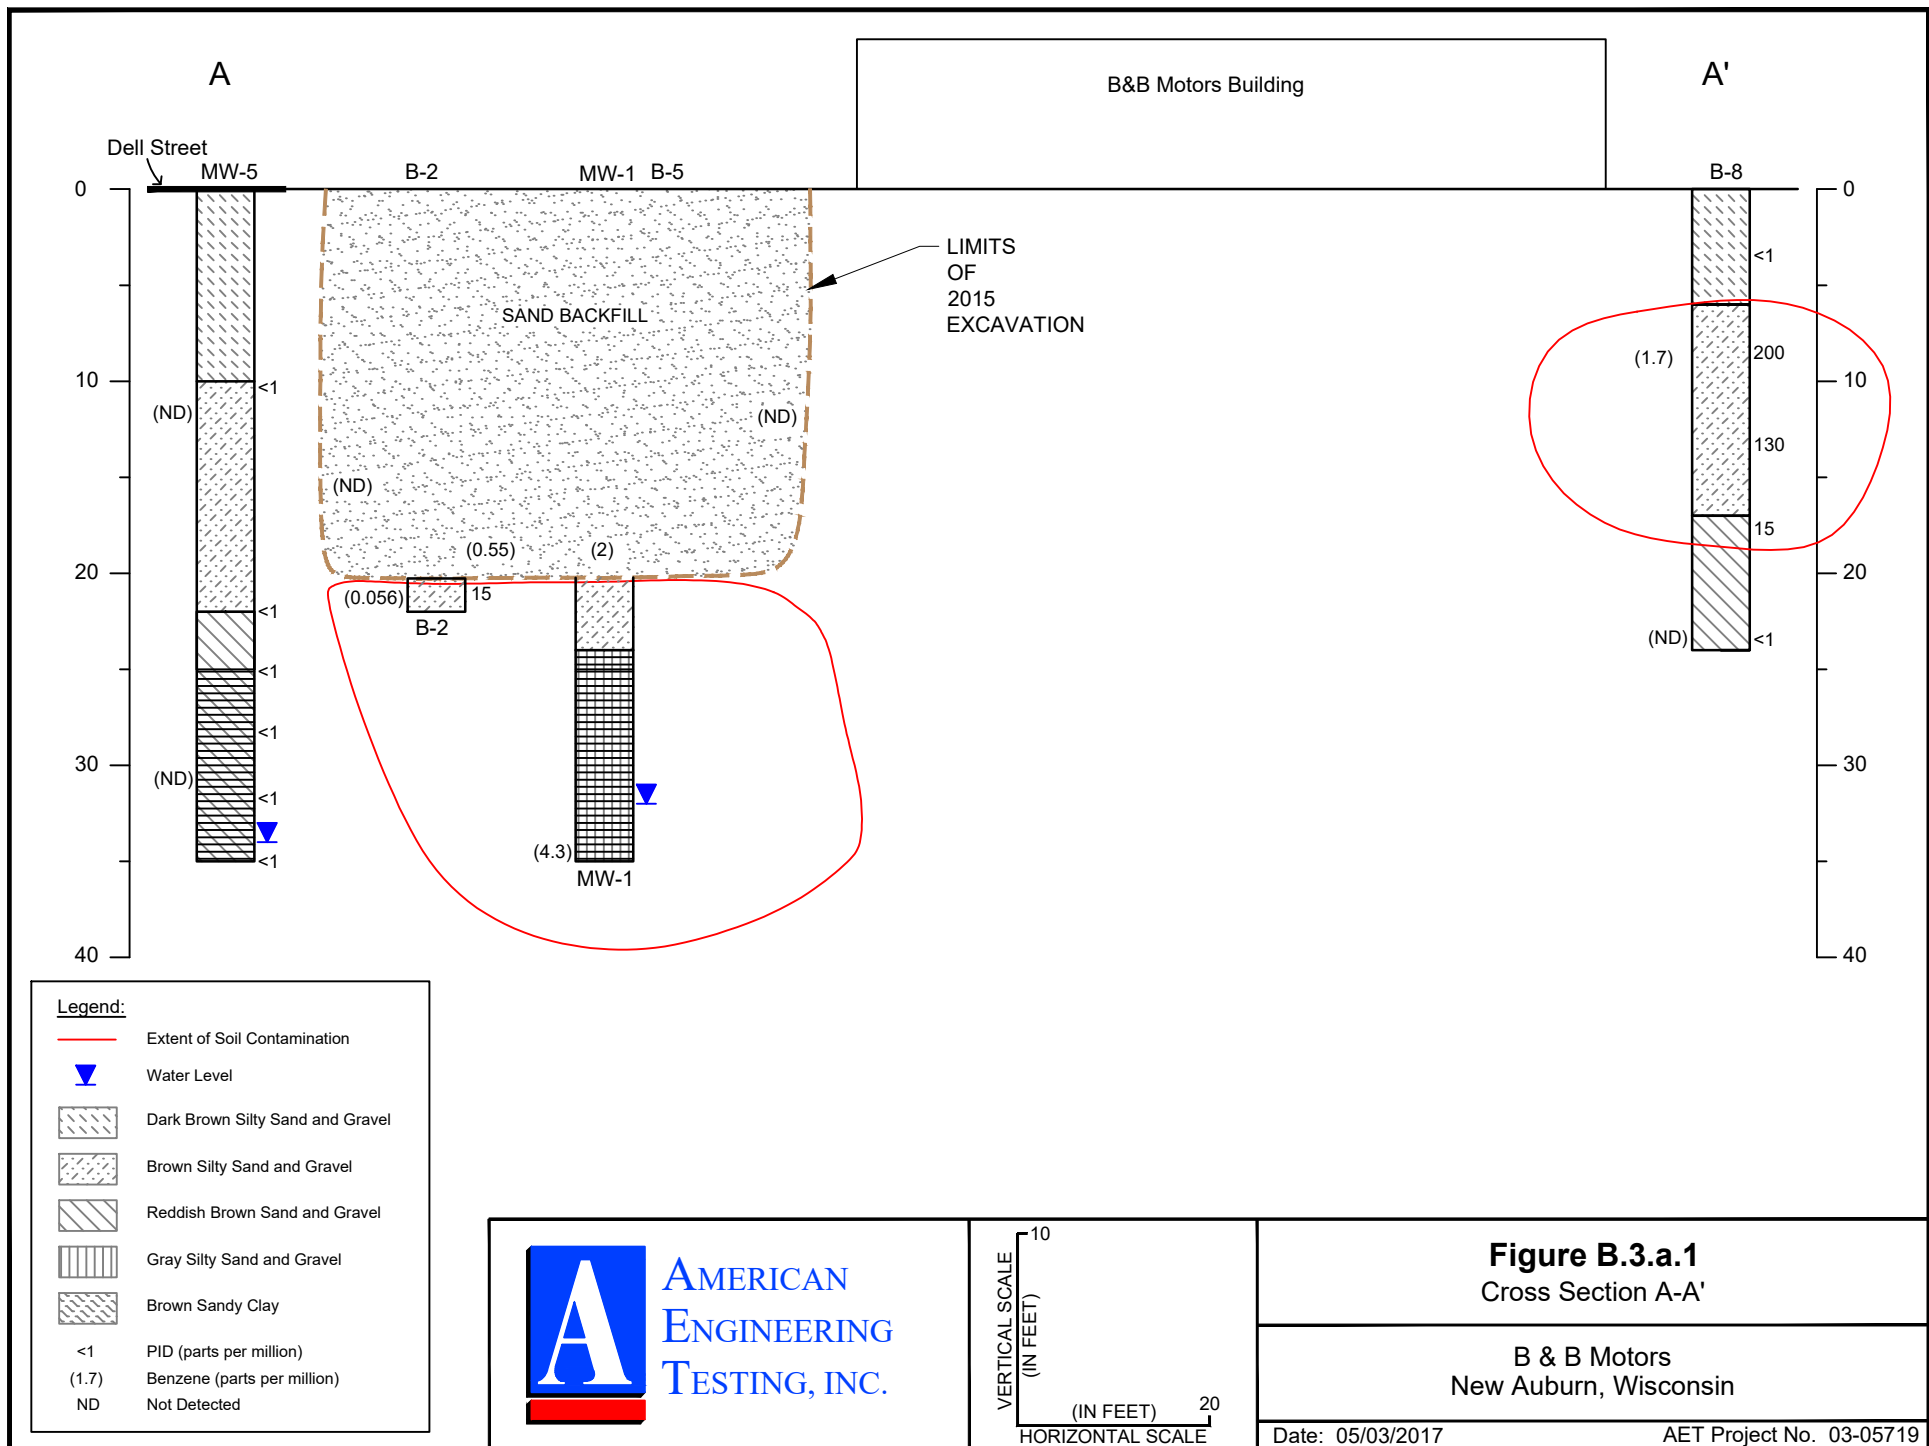 A
B&B Motors Building
A'
Dell Street
MW-5
B-2
MW-1
B-5
B-8
0
10
20
30
40
0
10
20
30
40
LIMITS
OF
2015
EXCAVATION
SAND BACKFILL
<1
(ND)
<1
<1
<1
(ND)
<1
<1
(ND)
(ND)
(0.55)
(2)
(0.056)
15
B-2
(4.3)
MW-1
<1
(1.7)
200
130
15
(ND)
<1
Legend:
Extent of Soil Contamination
Water Level
Dark Brown Silty Sand and Gravel
Brown Silty Sand and Gravel
Reddish Brown Sand and Gravel
Gray Silty Sand and Gravel
Brown Sandy Clay
<1 PID (parts per million)
(1.7) Benzene (parts per million)
ND Not Detected
A
AMERICAN
ENGINEERING
TESTING, INC.
VERTICAL SCALE
(IN FEET)
10
(IN FEET)
20
HORIZONTAL SCALE
Figure B.3.a.1
Cross Section A-A'
B & B Motors
New Auburn, Wisconsin
Date: 05/03/2017
AET Project No. 03-05719